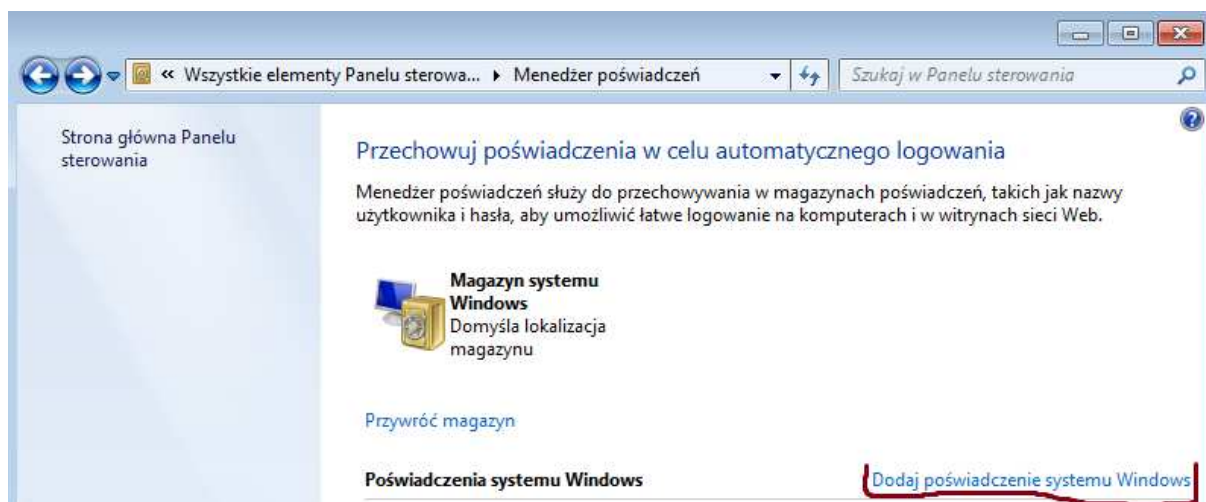 « Wszystkie elementy Panelu sterowa... ▸ Menedżer poświadczeń
Szukaj w Panelu sterowania
Strona główna Panelu
sterowania
Przechowuj poświadczenia w celu automatycznego logowania
Menedżer poświadczeń służy do przechowywania w magazynach poświadczeń, takich jak nazwy
użytkownika i hasła, aby umożliwić łatwe logowanie na komputerach i w witrynach sieci Web.
Magazyn systemu
Windows
Domyśla lokalizacja
magazynu
Przywróć magazyn
Poświadczenia systemu Windows
Dodaj poświadczenie systemu Windows